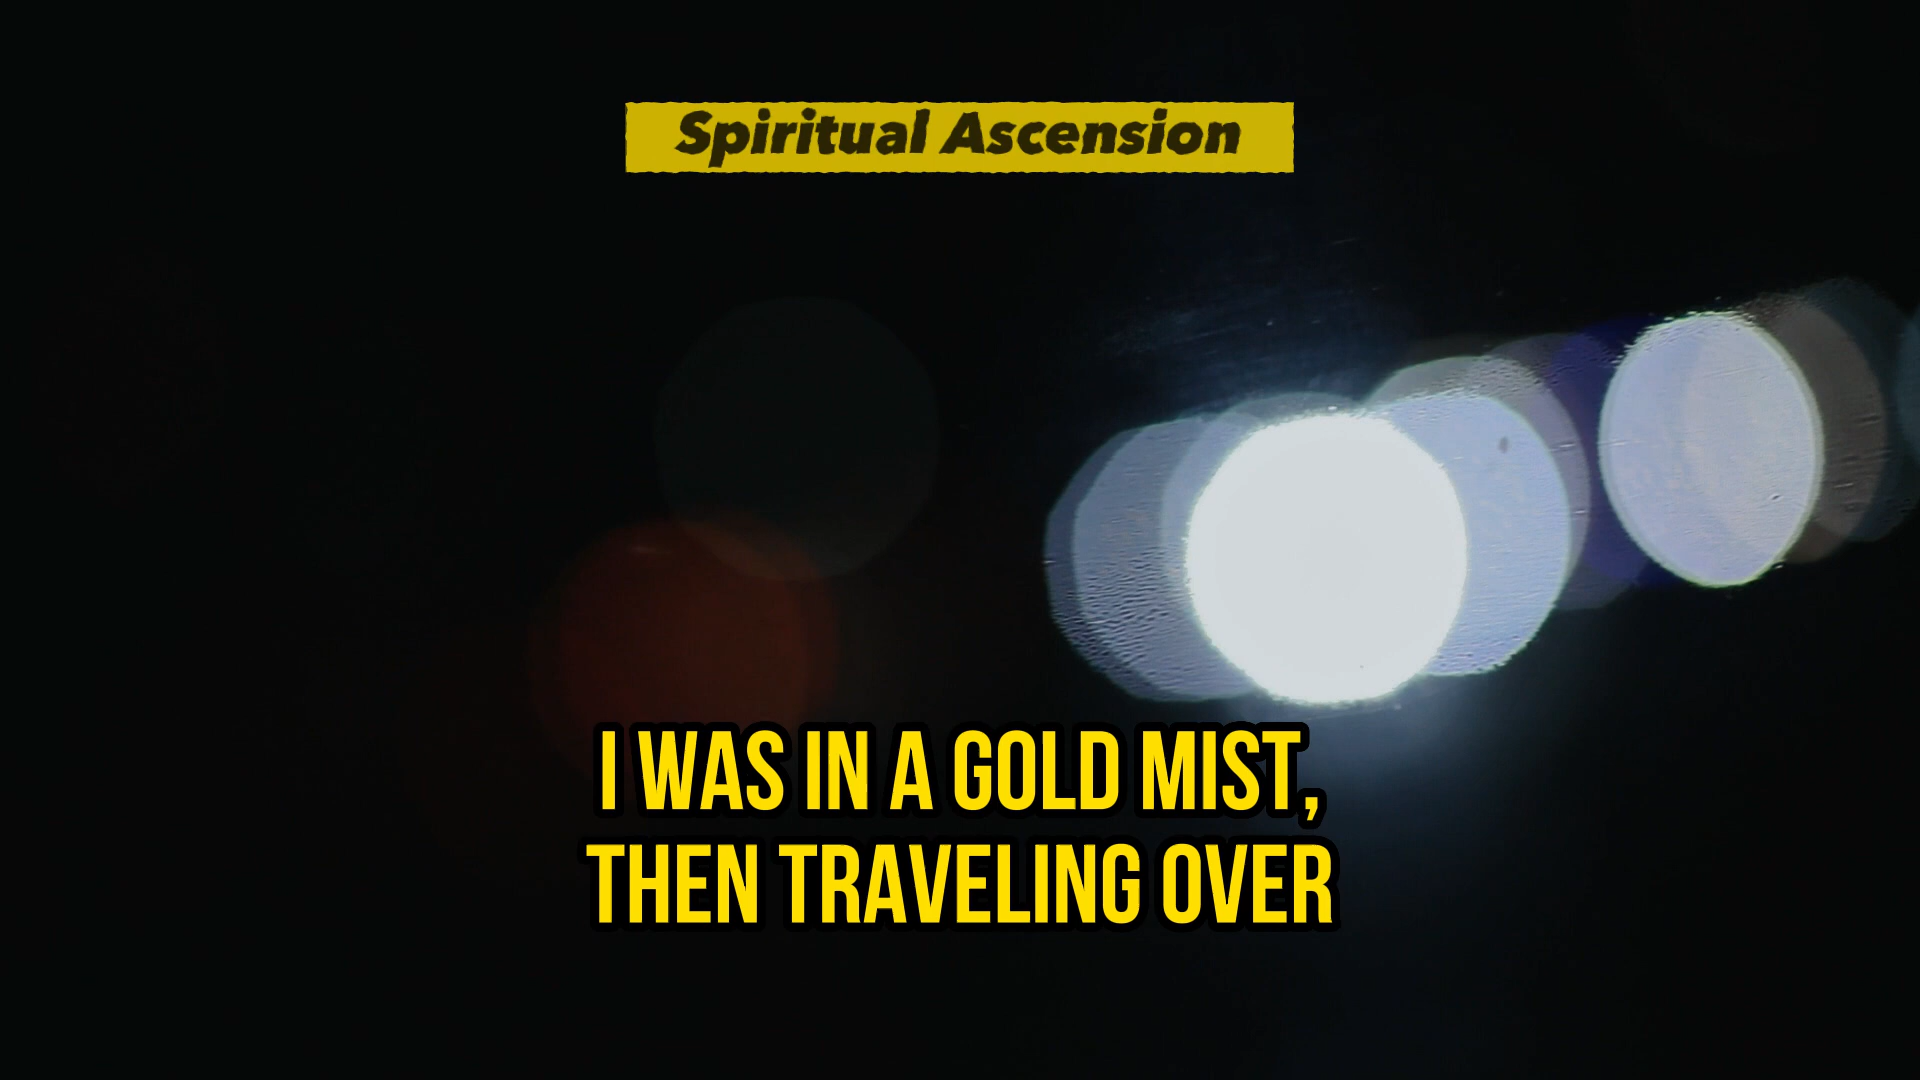 Spiritual Ascension
I WAS IN A GOLD MIST,
THEN TRAVELING OVER